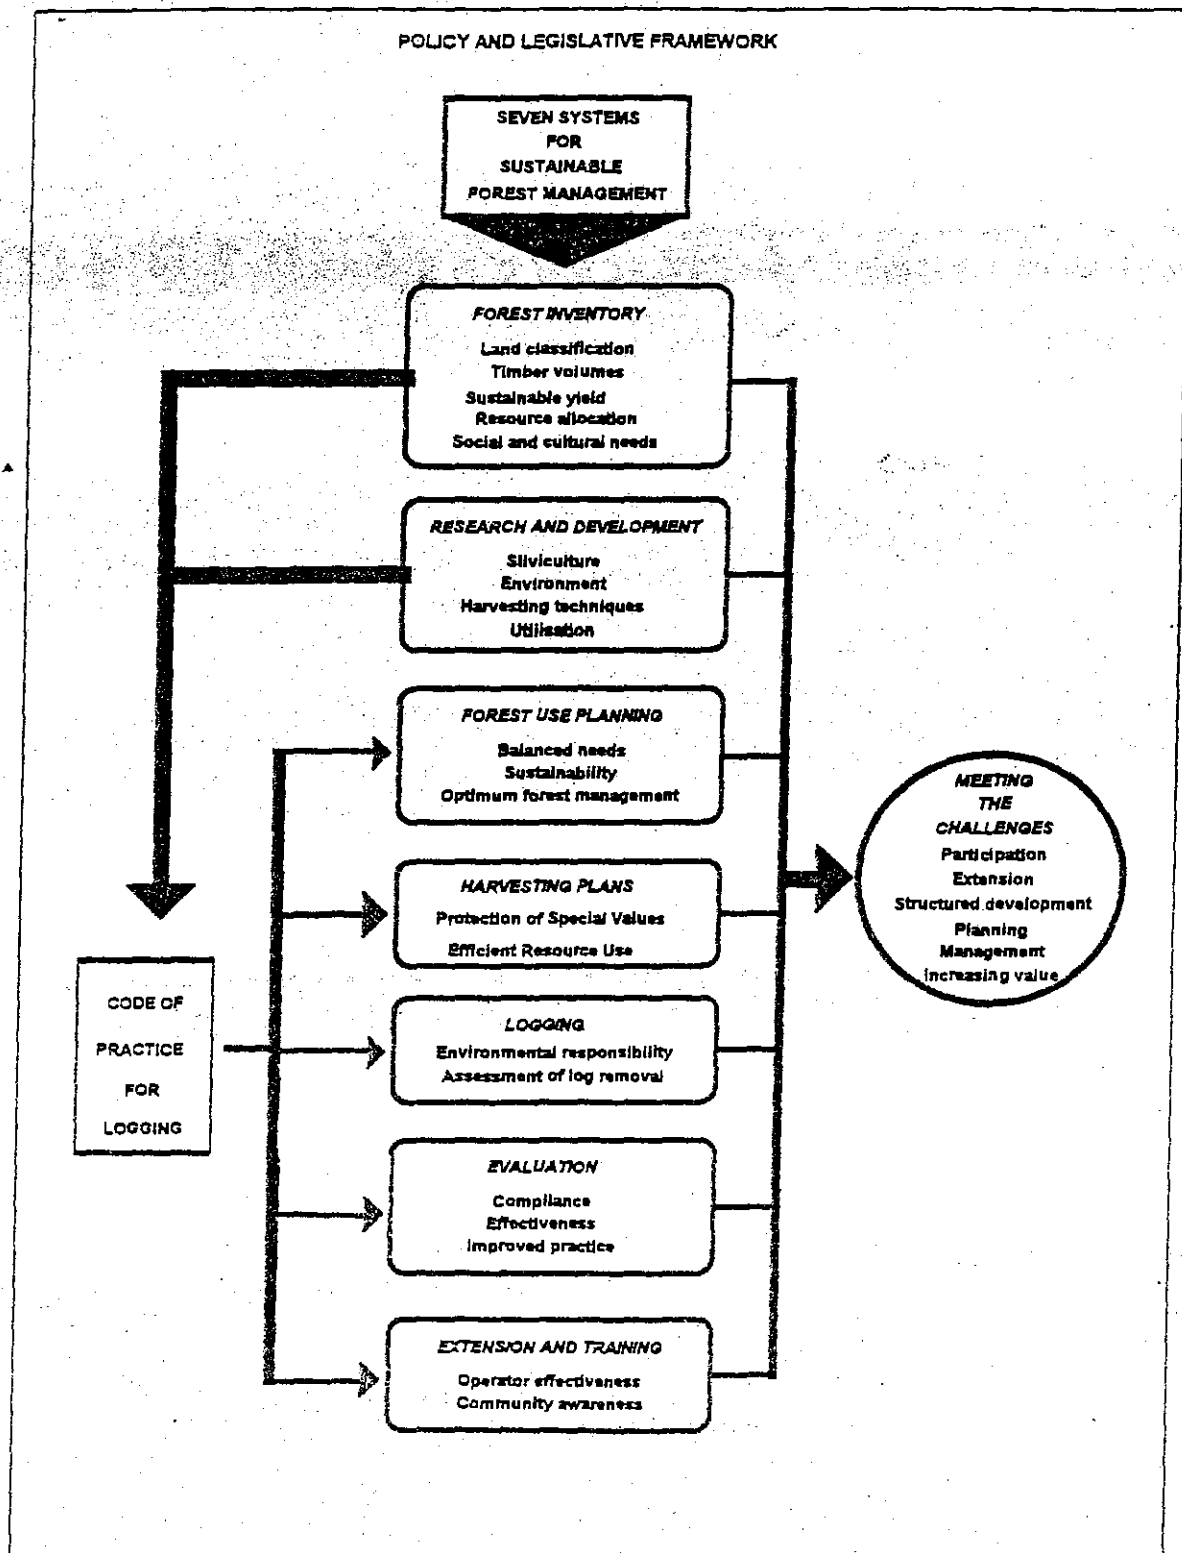 POLICY AND LEGISLATIVE FRAMEWORK
SEVEN SYSTEMS
FOR
SUSTAINABLE
FOREST MANAGEMENT
FOREST INVENTORY
Land classification
Timber volumes
Sustainable yield
Resource allocation
Social and cultural needs
RESEARCH AND DEVELOPMENT
Silviculture
Environment
Harvesting techniques
Utilisation
FOREST USE PLANNING
Balanced needs
Sustainability
Optimum forest management
HARVESTING PLANS
Protection of Special Values
Efficient Resource Use
LOGGING
Environmental responsibility
Assessment of log removal
EVALUATION
Compliance
Effectiveness
Improved practice
EXTENSION AND TRAINING
Operator effectiveness
Community awareness
CODE OF
PRACTICE
FOR
LOGGING
MEETING
THE
CHALLENGES
Participation
Extension
Structured development
Planning
Management
Increasing value